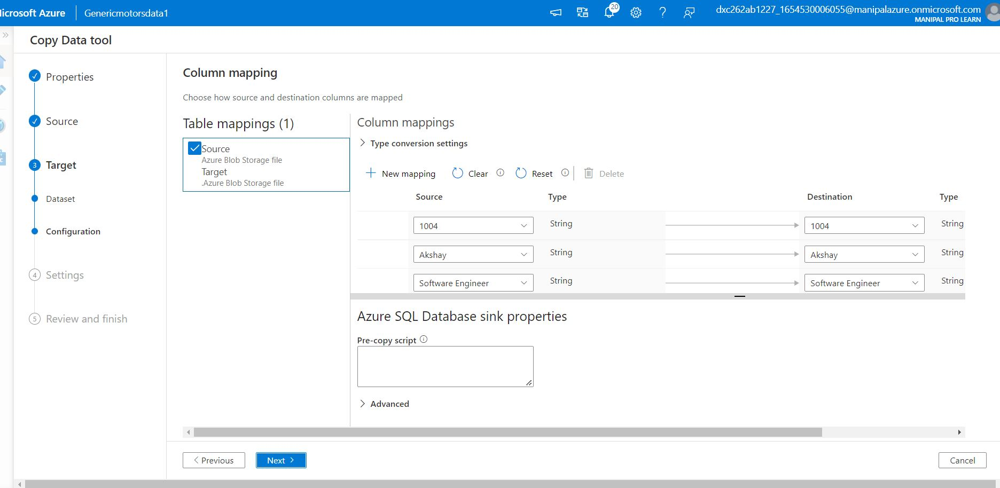 Microsoft Azure
Genericmotorsdata1
20
dxc262ab1227_1654530006055@manipalazure.onmicrosoft.com
MANIPAL PRO LEARN
Copy Data tool
Properties
Source
3 Target
Dataset
Configuration
4 Settings
5 Review and finish
Column mapping
Choose how source and destination columns are mapped
Table mappings (1)
Source
Azure Blob Storage file
Target
.Azure Blob Storage file
Column mappings
Type conversion settings
New mapping Clear Reset Delete
Source Type Destination Type
1004 String 1004 String
Akshay String Akshay String
Software Engineer String Software Engineer String
Azure SQL Database sink properties
Pre-copy script
Advanced
Previous Next Cancel